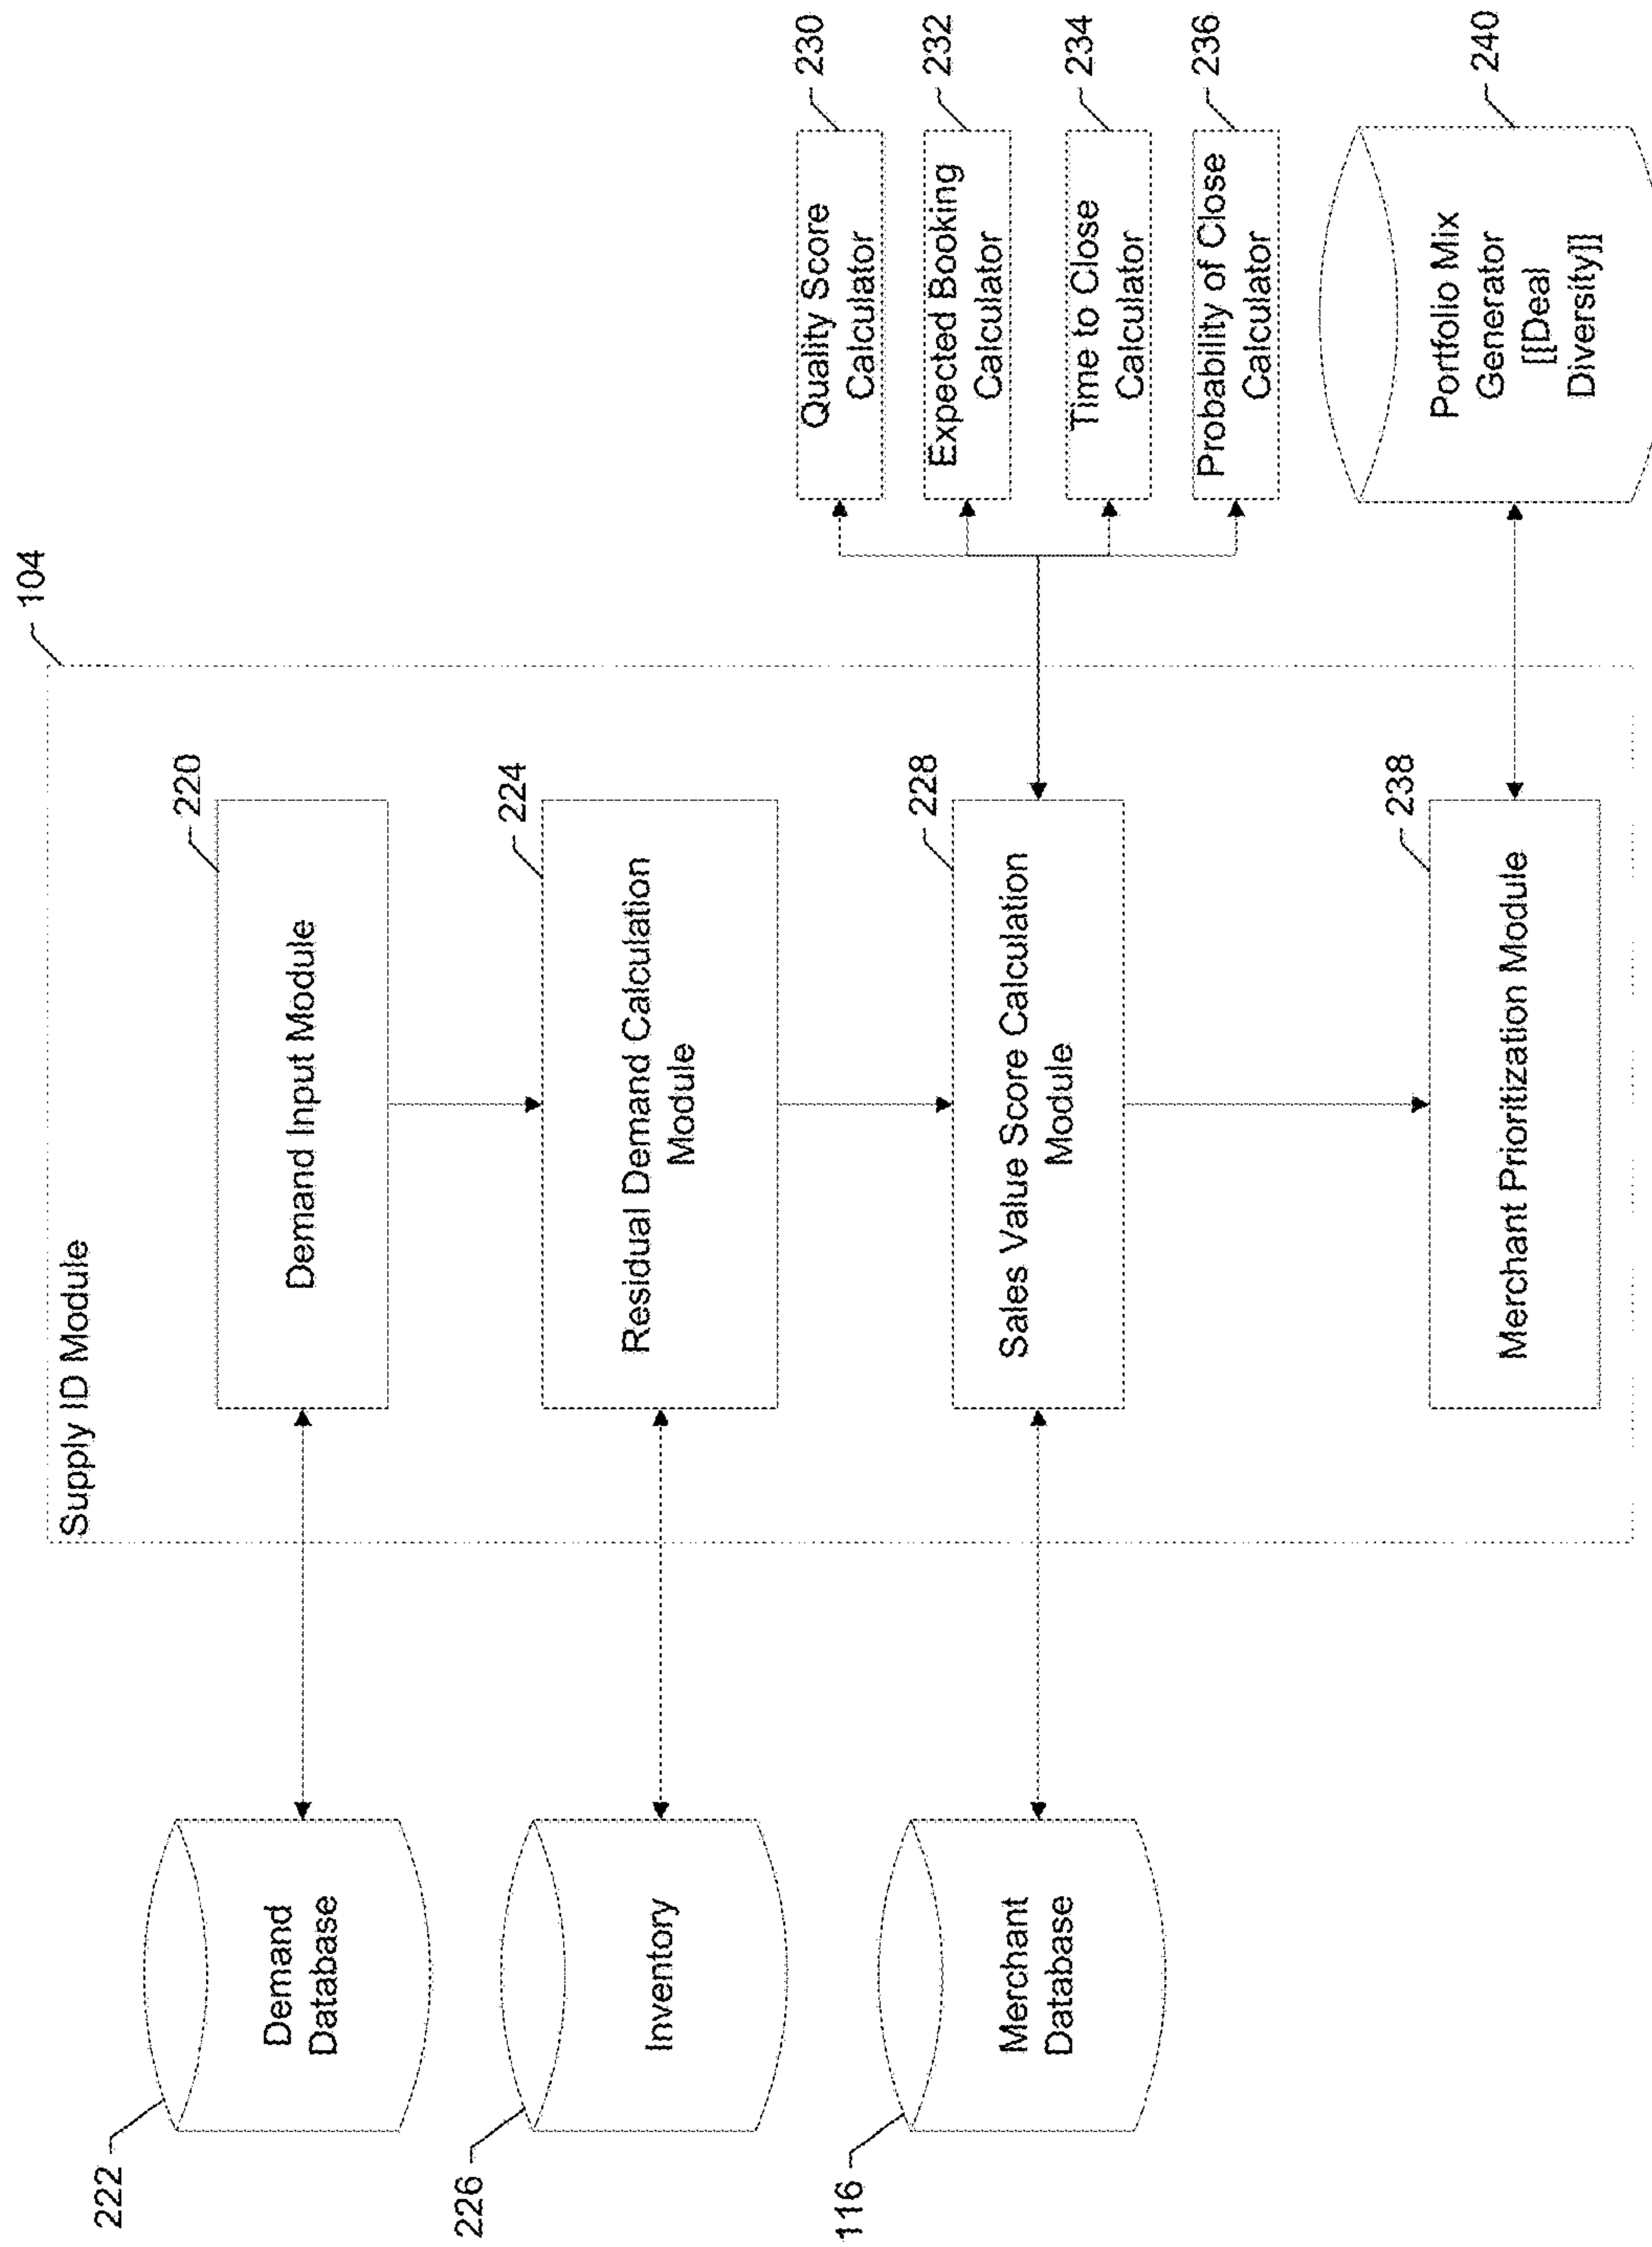 104
Supply ID Module
222
Demand
Database
220
Demand Input Module
226
Inventory
224
Residual Demand Calculation
Module
230
Quality Score
Calculator
232
Expected Booking
Calculator
116
Merchant
Database
228
Sales Value Score Calculation
Module
234
Time to Close
Calculator
236
Probability of Close
Calculator
238
Merchant Prioritization Module
240
Portfolio Mix
Generator
[[Deal
Diversity]]